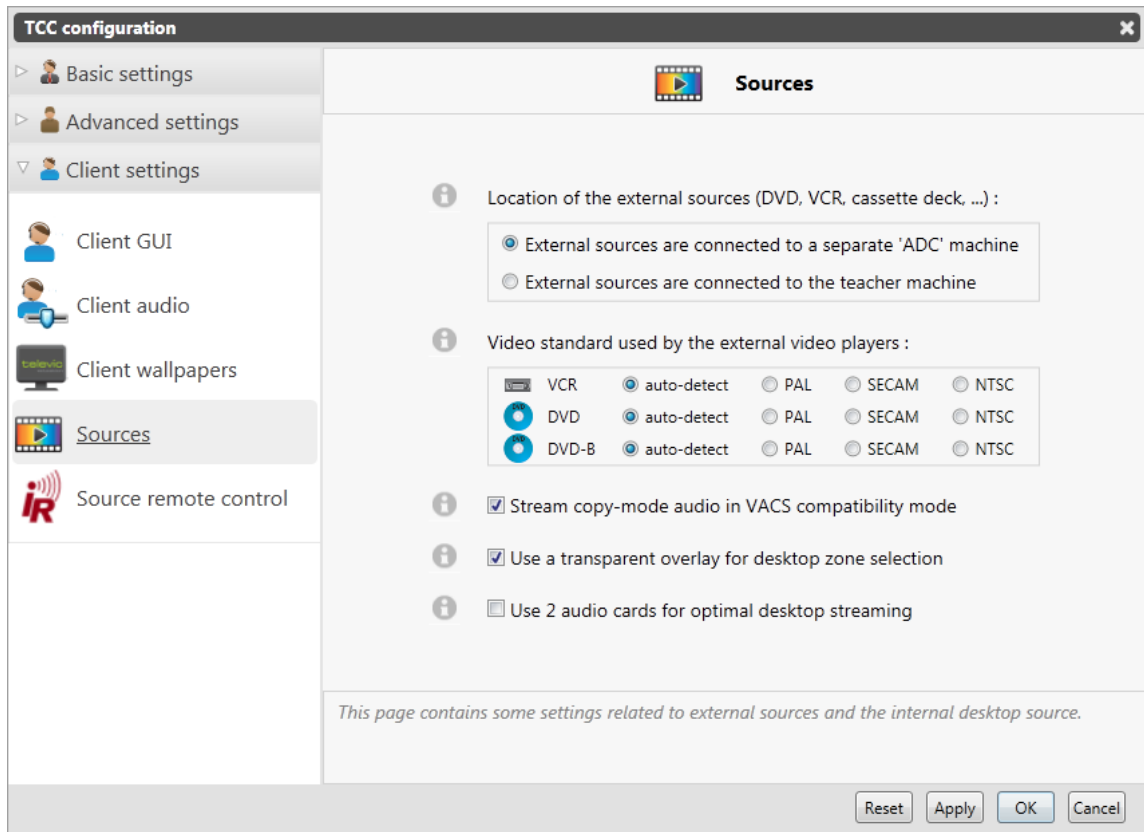 TCC configuration
Basic settings
Advanced settings
Client settings
Client GUI
Client audio
televic
Client wallpapers
Sources
iR
Source remote control
Sources
Location of the external sources (DVD, VCR, cassette deck, ...) :
External sources are connected to a separate 'ADC' machine
External sources are connected to the teacher machine
Video standard used by the external video players :
VCR auto-detect PAL SECAM NTSC
DVD DVD auto-detect PAL SECAM NTSC
DVD DVD-B auto-detect PAL SECAM NTSC
Stream copy-mode audio in VACS compatibility mode
Use a transparent overlay for desktop zone selection
Use 2 audio cards for optimal desktop streaming
This page contains some settings related to external sources and the internal desktop source.
Reset Apply OK Cancel